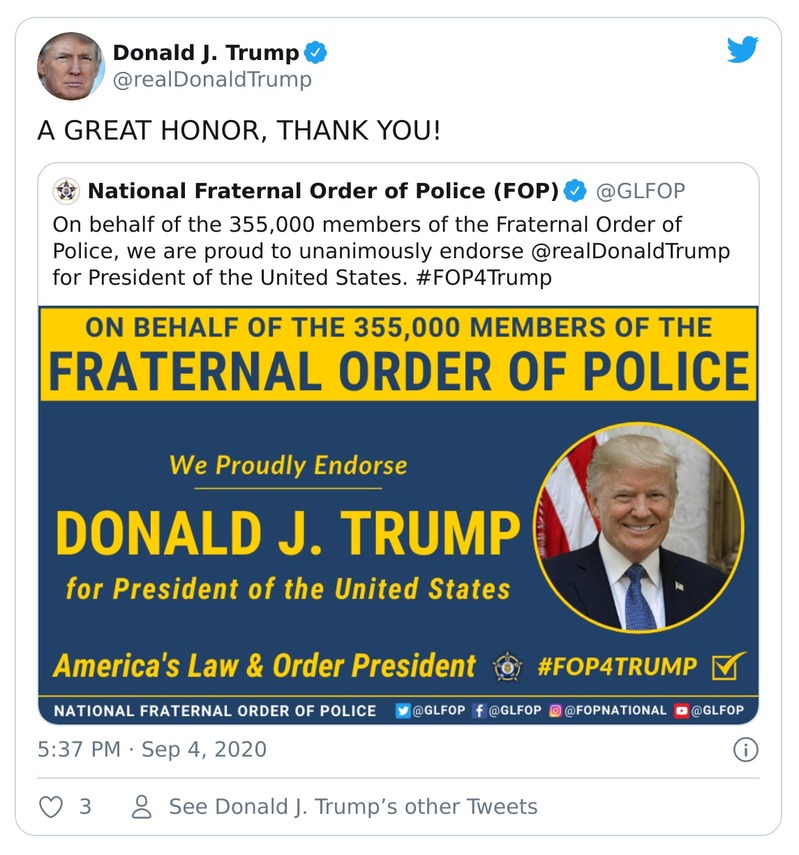 Donald J. Trump
@realDonaldTrump
A GREAT HONOR, THANK YOU!
National Fraternal Order of Police (FOP) @GLFOP
On behalf of the 355,000 members of the Fraternal Order of
Police, we are proud to unanimously endorse @realDonaldTrump
for President of the United States. #FOP4Trump
ON BEHALF OF THE 355,000 MEMBERS OF THE
FRATERNAL ORDER OF POLICE
We Proudly Endorse
DONALD J. TRUMP
for President of the United States
America's Law & Order President #FOP4TRUMP
NATIONAL FRATERNAL ORDER OF POLICE @GLFOP @GLFOP @FOPNATIONAL @GLFOP
5:37 PM · Sep 4, 2020
3 See Donald J. Trump’s other Tweets